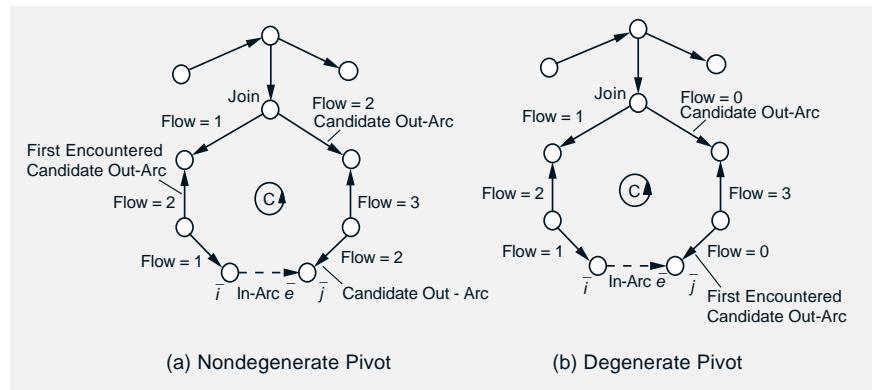 Join
Flow = 2
Candidate Out-Arc
Flow = 1
First Encountered
Candidate Out-Arc
C
Flow = 2
Flow = 3
Flow = 1
Flow = 2
i̅
In-Arc e̅
j̅
Candidate Out - Arc
(a) Nondegenerate Pivot
Join
Flow = 0
Candidate Out-Arc
Flow = 1
C
Flow = 2
Flow = 3
Flow = 1
Flow = 0
i̅
In-Arc e̅
j̅
First Encountered
Candidate Out-Arc
(b) Degenerate Pivot